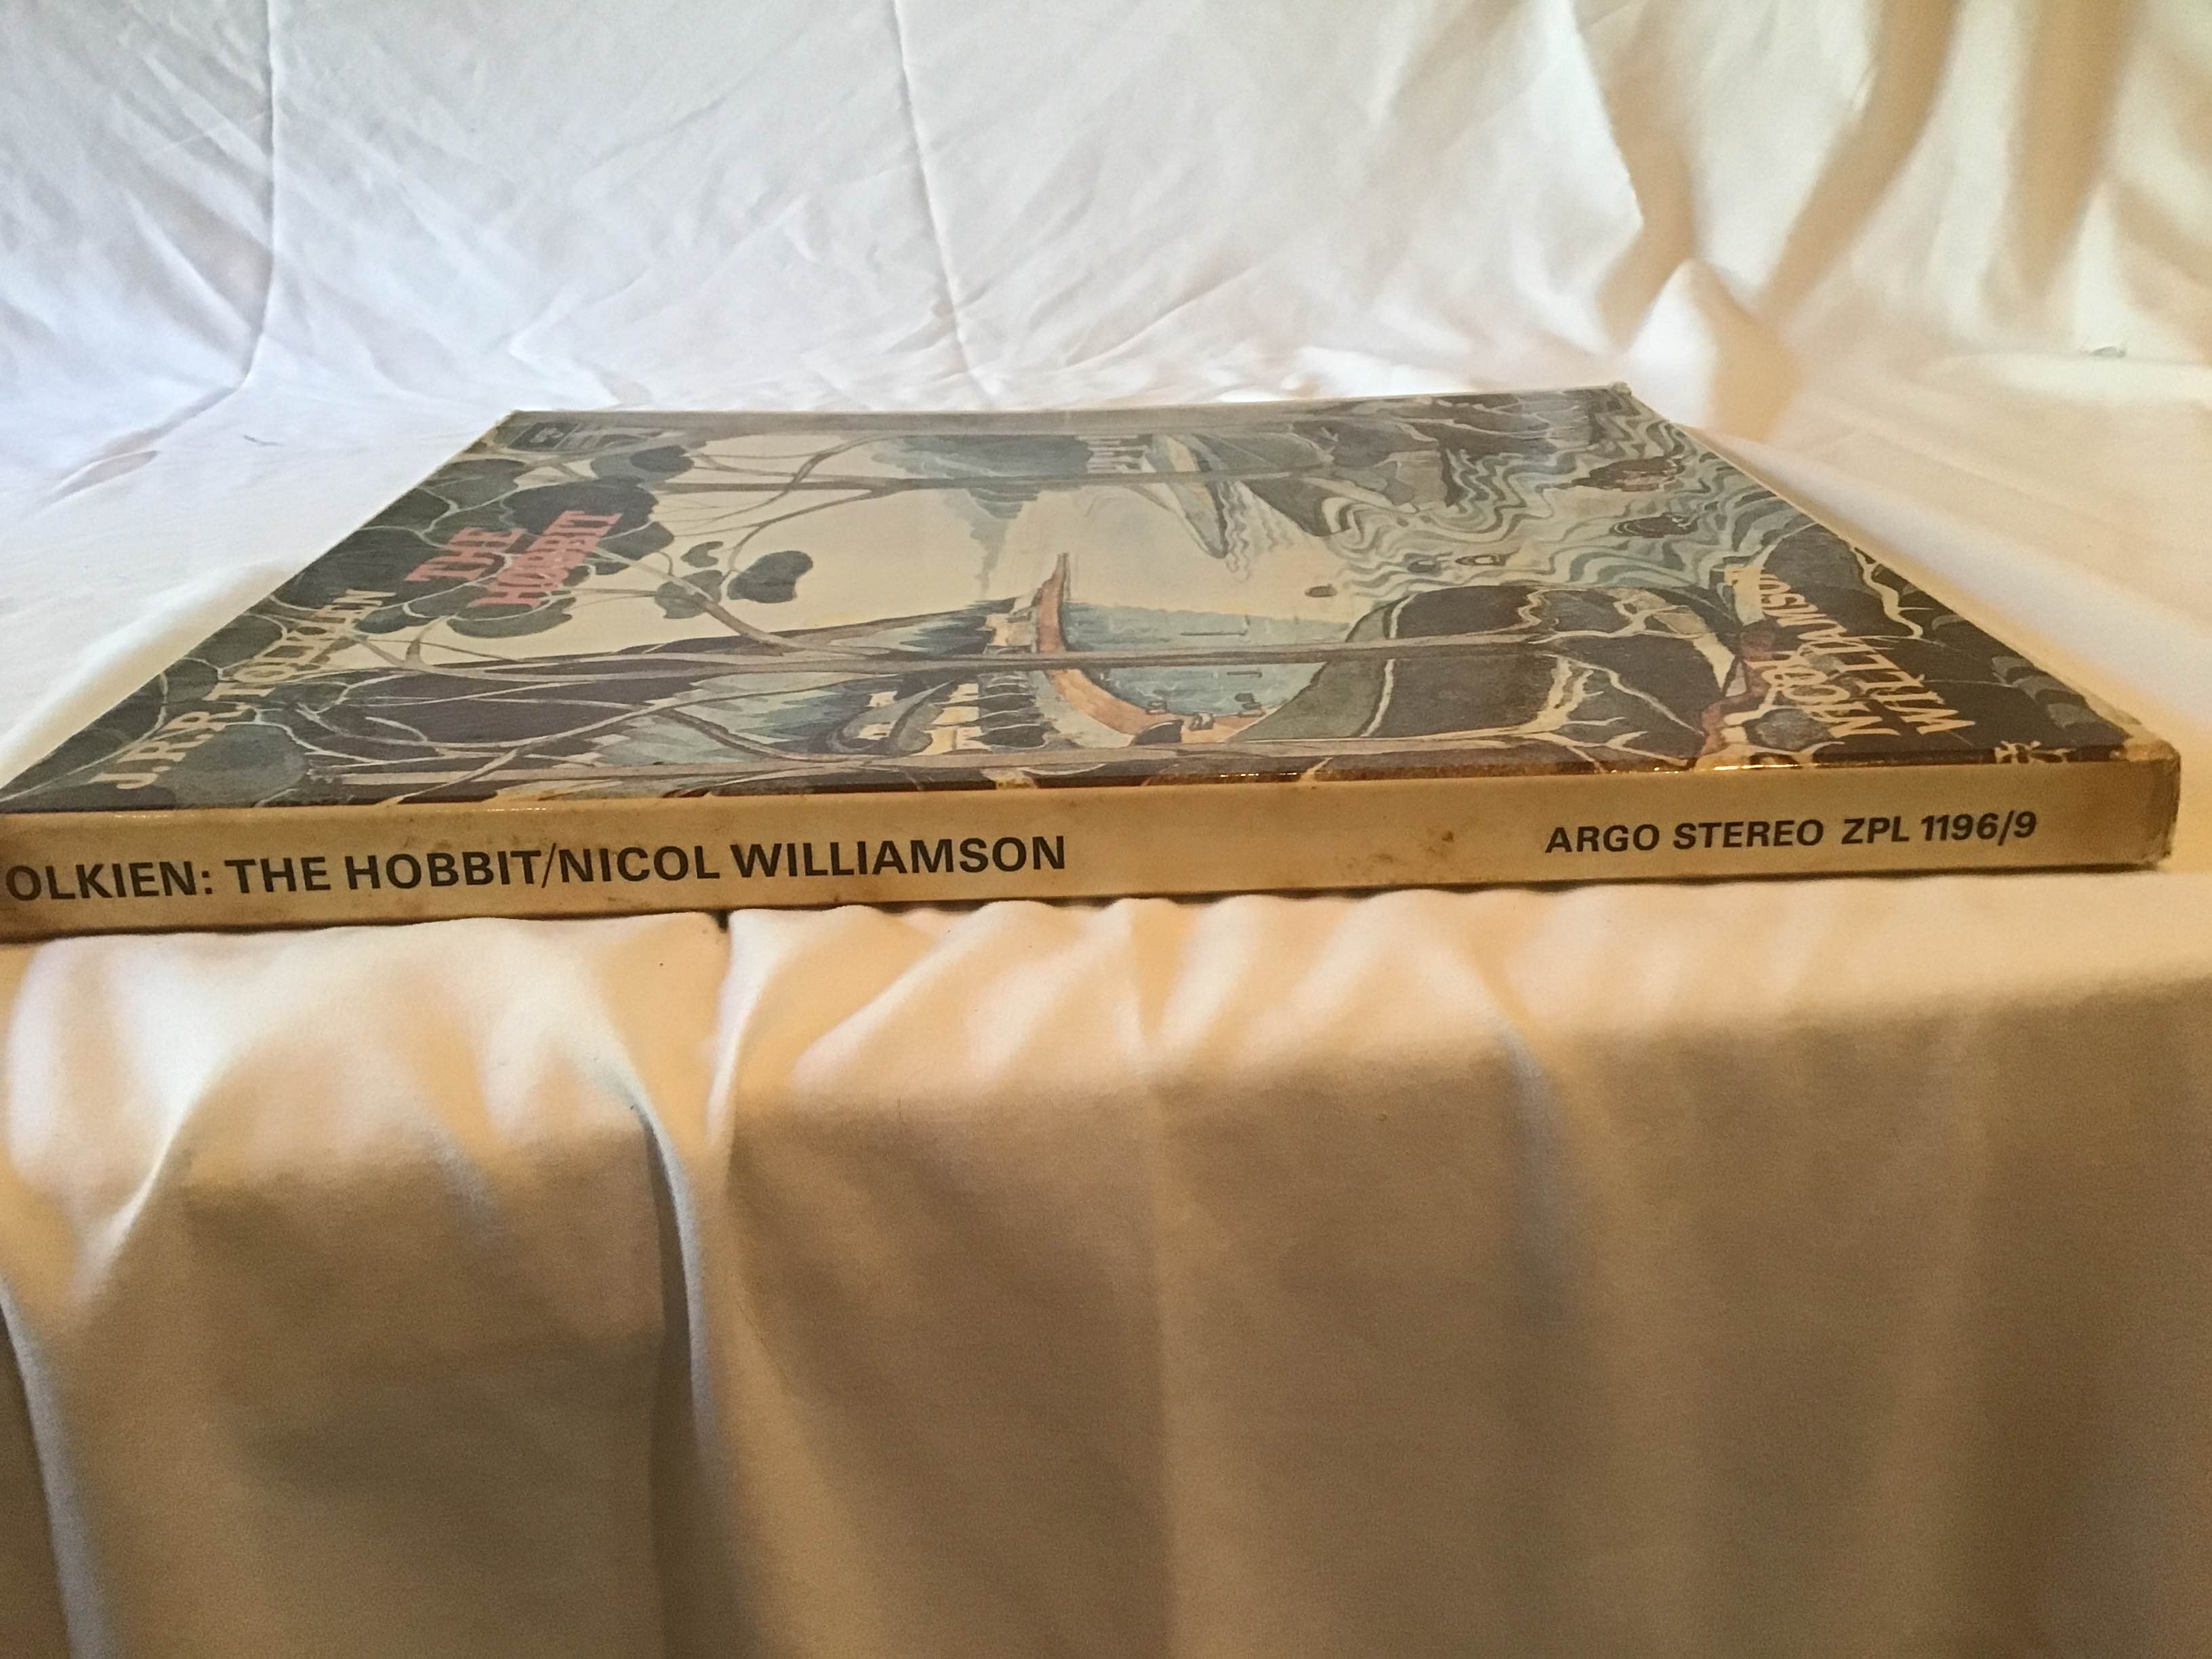 J.R.R. TOLKIEN
THE
HOBBIT
NICOL
WILLIAMSON
OLKIEN: THE HOBBIT/NICOL WILLIAMSON
ARGO STEREO ZPL 1196/9